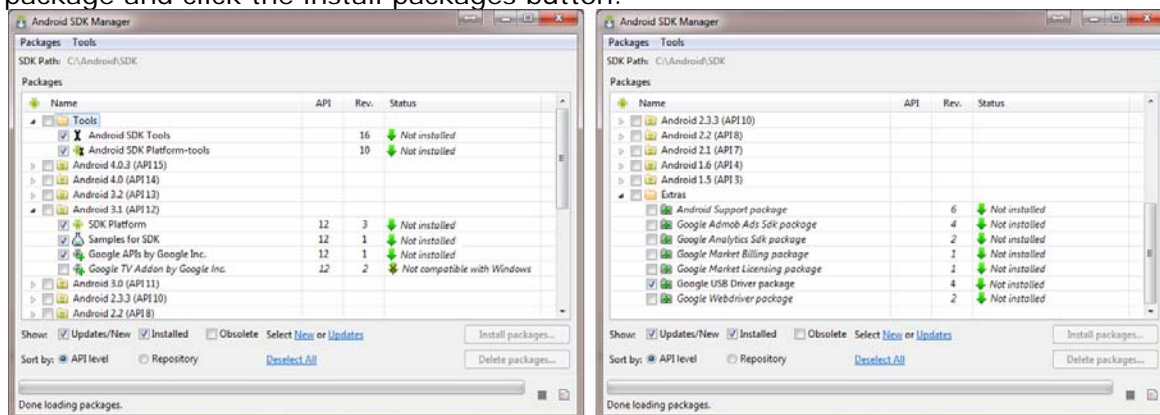 package and click the install packages button.
Android SDK Manager
Packages Tools
SDK Path: C:\Android\SDK
Packages
Name API Rev. Status
Tools
Android SDK Tools 16 Not installed
Android SDK Platform-tools 10 Not installed
Android 4.0.3 (API 15)
Android 4.0 (API 14)
Android 3.2 (API 13)
Android 3.1 (API 12)
SDK Platform 12 3 Not installed
Samples for SDK 12 1 Not installed
Google APIs by Google Inc. 12 1 Not installed
Google TV Addon by Google Inc. 12 2 Not compatible with Windows
Android 3.0 (API 11)
Android 2.3.3 (API 10)
Android 2.2 (API 8)
Show: Updates/New Installed Obsolete Select New or Updates Install packages...
Sort by: API level Repository Deselect All Delete packages...
Done loading packages.
Android SDK Manager
Packages Tools
SDK Path: C:\Android\SDK
Packages
Name API Rev. Status
Android 2.3.3 (API 10)
Android 2.2 (API 8)
Android 2.1 (API 7)
Android 1.6 (API 4)
Android 1.5 (API 3)
Extras
Android Support package 6 Not installed
Google Admob Ads Sdk package 4 Not installed
Google Analytics Sdk package 2 Not installed
Google Market Billing package 1 Not installed
Google Market Licensing package 1 Not installed
Google USB Driver package 4 Not installed
Google Webdriver package 2 Not installed
Show: Updates/New Installed Obsolete Select New or Updates Install packages...
Sort by: API level Repository Deselect All Delete packages...
Done loading packages.